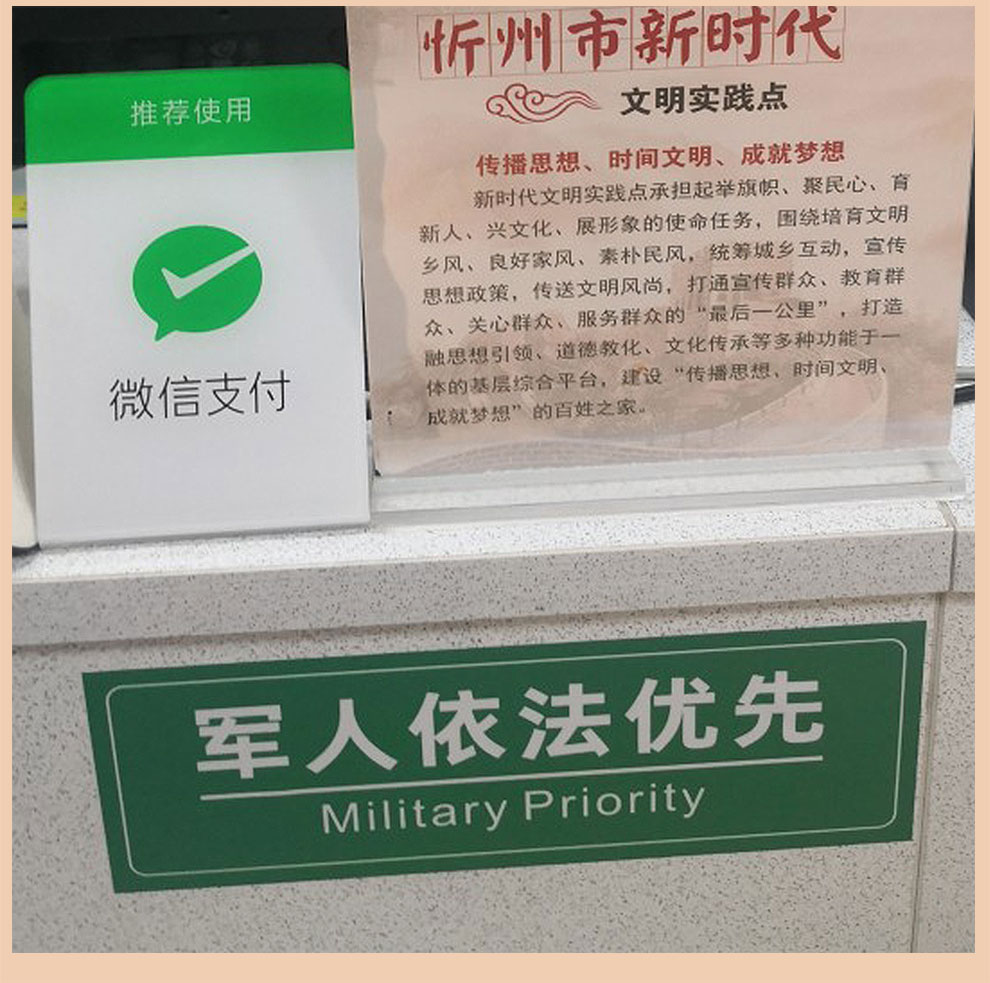 推荐使用
微信支付
忻州市新时代
文明实践点
传播思想、时间文明、成就梦想
新时代文明实践点承担起举旗帜、聚民心、育
新人、兴文化、展形象的使命任务，围绕培育文明
乡风、良好家风、素朴民风，统筹城乡互动，宣传
思想政策，传送文明风尚，打通宣传群众、教育群
众、关心群众、服务群众的“最后一公里”，打造
融思想引领、道德教化、文化传承等多种功能于一
体的基层综合平台，建设“传播思想、时间文明、
成就梦想”的百姓之家。
军人依法优先
Military Priority